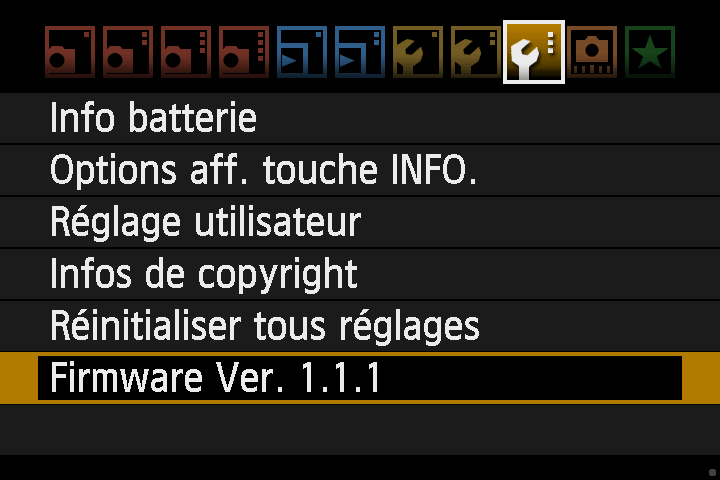 Info batterie
Options aff. touche INFO.
Réglage utilisateur
Infos de copyright
Réinitialiser tous réglages
Firmware Ver. 1.1.1